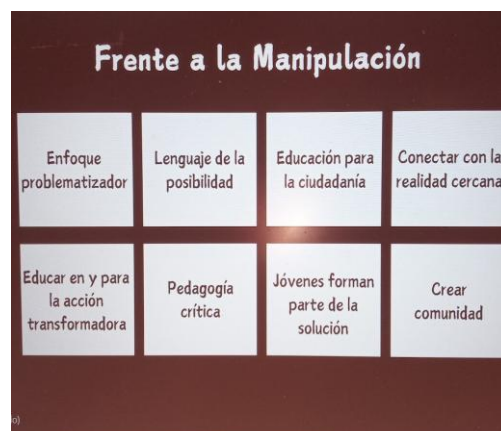 Frente a la Manipulación
Enfoque
problematizador
Lenguaje de la
posibilidad
Educación para
la ciudadanía
Conectar con la
realidad cercana
Educar en y para
la acción
transformadora
Pedagogía
crítica
Jóvenes forman
parte de la
solución
Crear
comunidad